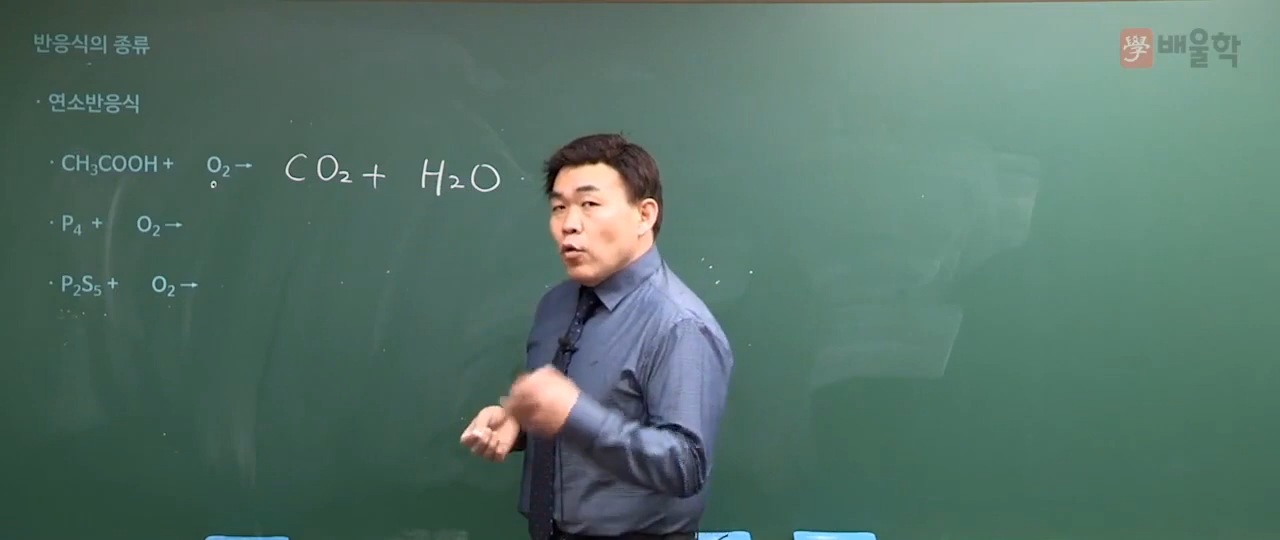 반응식의 종류
學 배울학
· 연소반응식
· CH₃COOH + O₂ → CO₂ + H₂O
· P₄ + O₂ →
· P₂S₅ + O₂ →